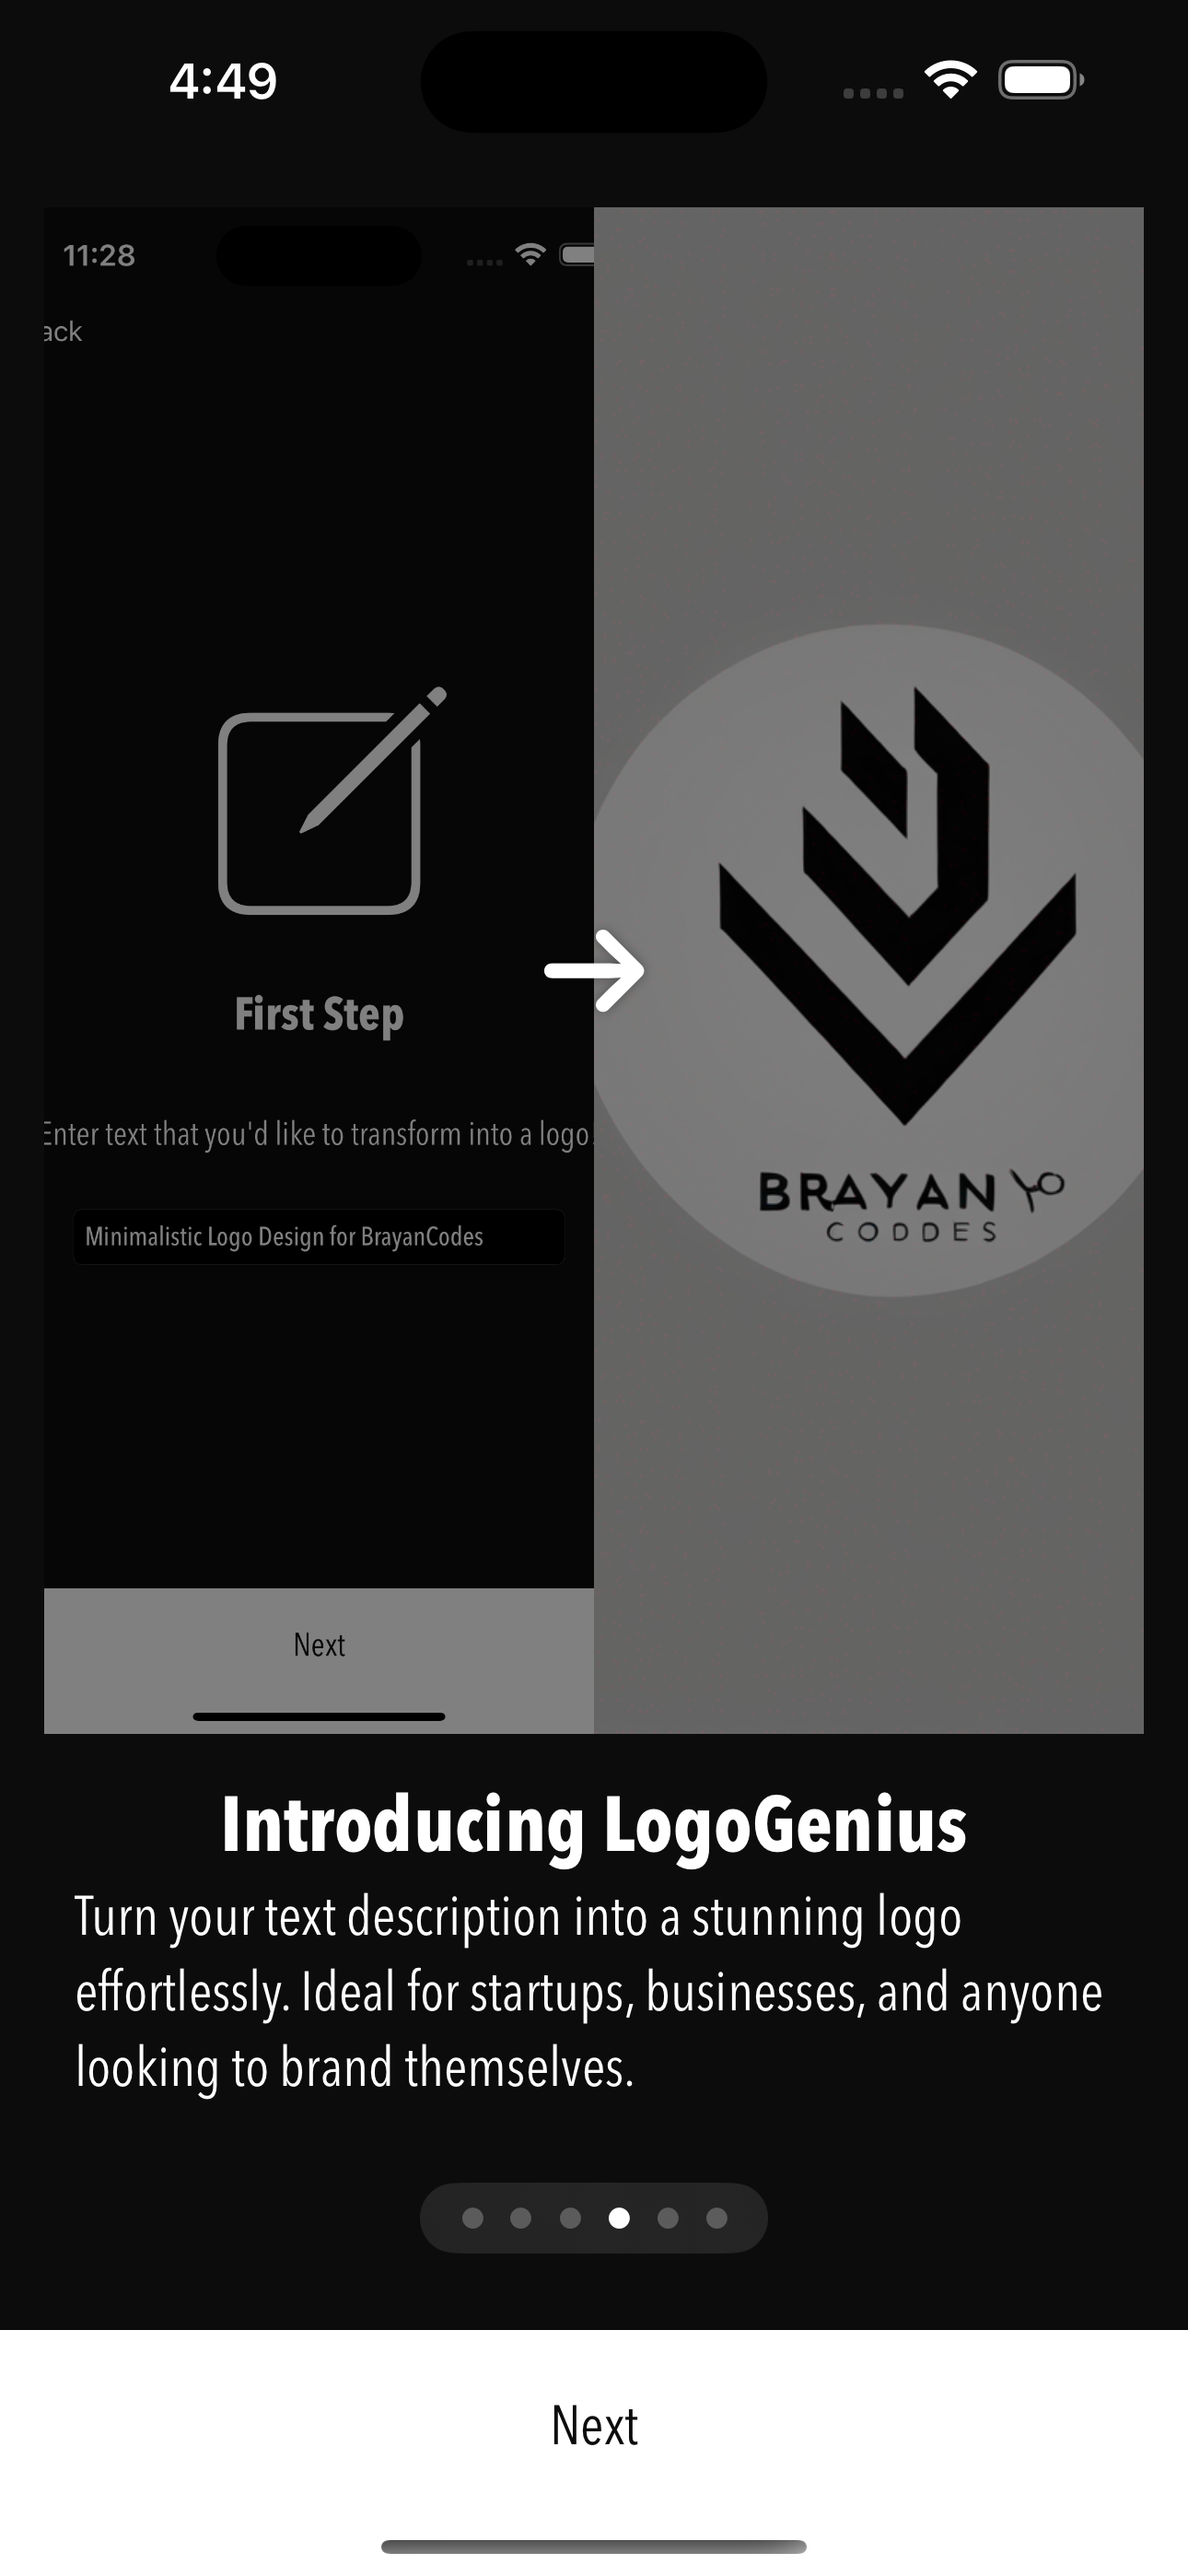 4:49
11:28
ack
First Step
Enter text that you'd like to transform into a logo.
Minimalistic Logo Design for BrayanCodes
Next
BRAYAN YO
CODDES
Introducing LogoGenius
Turn your text description into a stunning logo
effortlessly. Ideal for startups, businesses, and anyone
looking to brand themselves.
Next